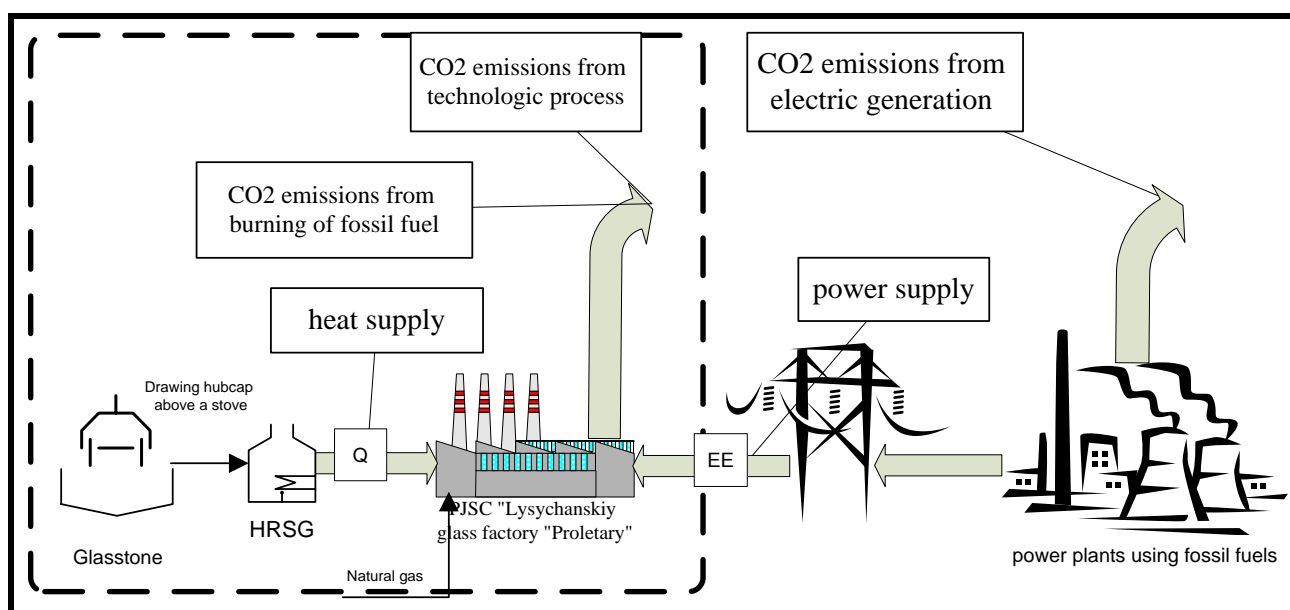 CO2 emissions from
technologic process
CO2 emissions from
electric generation
CO2 emissions from
burning of fossil fuel
heat supply
power supply
Drawing hubcap
above a stove
Q
EE
PJSC "Lysychanskiy
glass factory "Proletary"
HRSG
Glasstone
power plants using fossil fuels
Natural gas